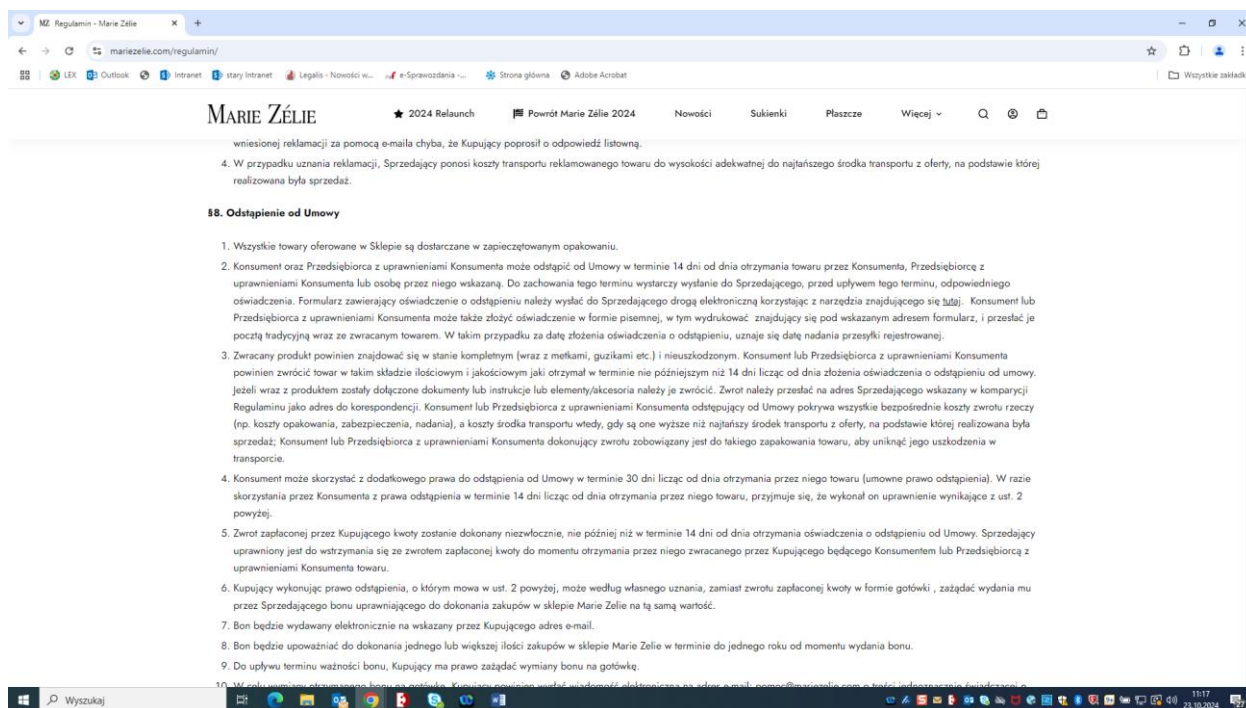 MZ Regulamin - Marie Zélie
mariezelie.com/regulamin/
LEX Outlook Intranet stary Intranet Legalis - Nowości w... e-Sprawozdania -... Strona główna Adobe Acrobat Wszystkie zakładk
MARIE ZÉLIE ★ 2024 Relaunch Powrót Marie Zélie 2024 Nowości Sukienki Płaszcze Więcej
wniesionej reklamacji za pomocą e-maila chyba, że Kupujący poprosił o odpowiedź listowną.
4. W przypadku uznania reklamacji, Sprzedający ponosi koszty transportu reklamowanego towaru do wysokości adekwatnej do najtańszego środka transportu z oferty, na podstawie której
realizowana była sprzedaż.
§8. Odstąpienie od Umowy
1. Wszystkie towary oferowane w Sklepie są dostarczane w zapieczętowanym opakowaniu.
2. Konsument oraz Przedsiębiorca z uprawnieniami Konsumenta może odstąpić od Umowy w terminie 14 dni od dnia otrzymania towaru przez Konsumenta, Przedsiębiorcę z
uprawnieniami Konsumenta lub osobę przez niego wskazaną. Do zachowania tego terminu wystarczy wysłanie do Sprzedającego, przed upływem tego terminu, odpowiedniego
oświadczenia. Formularz zawierający oświadczenie o odstąpieniu należy wysłać do Sprzedającego drogą elektroniczną korzystając z narzędzia znajdującego się tutaj. Konsument lub
Przedsiębiorca z uprawnieniami Konsumenta może także złożyć oświadczenie w formie pisemnej, w tym wydrukować znajdujący się pod wskazanym adresem formularz, i przesłać je
pocztą tradycyjną wraz ze zwracanym towarem. W takim przypadku za datę złożenia oświadczenia o odstąpieniu, uznaje się datę nadania przesyłki rejestrowanej.
3. Zwracany produkt powinien znajdować się w stanie kompletnym (wraz z metkami, guzikami etc.) i nieuszkodzonym. Konsument lub Przedsiębiorca z uprawnieniami Konsumenta
powinien zwrócić towar w takim składzie ilościowym i jakościowym jaki otrzymał w terminie nie późniejszym niż 14 dni licząc od dnia złożenia oświadczenia o odstąpieniu od umowy.
Jeżeli wraz z produktem zostały dołączone dokumenty lub instrukcje lub elementy/akcesoria należy je zwrócić. Zwrot należy przesłać na adres Sprzedającego wskazany w komparycji
Regulaminu jako adres do korespondencji. Konsument lub Przedsiębiorca z uprawnieniami Konsumenta odstępujący od Umowy pokrywa wszystkie bezpośrednie koszty zwrotu rzeczy
(np. koszty opakowania, zabezpieczenia, nadania), a koszty środka transportu wtedy, gdy są one wyższe niż najtańszy środek transportu z oferty, na podstawie której realizowana była
sprzedaż; Konsument lub Przedsiębiorca z uprawnieniami Konsumenta dokonujący zwrotu zobowiązany jest do takiego zapakowania towaru, aby uniknąć jego uszkodzenia w
transporcie.
4. Konsument może skorzystać z dodatkowego prawa do odstąpienia od Umowy w terminie 30 dni licząc od dnia otrzymania przez niego towaru (umowne prawo odstąpienia). W razie
skorzystania przez Konsumenta z prawa odstąpienia w terminie 14 dni licząc od dnia otrzymania przez niego towaru, przyjmuje się, że wykonał on uprawnienie wynikające z ust. 2
powyżej.
5. Zwrot zapłaconej przez Kupującego kwoty zostanie dokonany niezwłocznie, nie później niż w terminie 14 dni od dnia otrzymania oświadczenia o odstąpieniu od Umowy. Sprzedający
uprawniony jest do wstrzymania się ze zwrotem zapłaconej kwoty do momentu otrzymania przez niego zwracanego przez Kupującego będącego Konsumentem lub Przedsiębiorcą z
uprawnieniami Konsumenta towaru.
6. Kupujący wykonując prawo odstąpienia, o którym mowa w ust. 2 powyżej, może według własnego uznania, zamiast zwrotu zapłaconej kwoty w formie gotówki , zażądać wydania mu
przez Sprzedającego bonu uprawniającego do dokonania zakupów w sklepie Marie Zelie na tą samą wartość.
7. Bon będzie wydawany elektronicznie na wskazany przez Kupującego adres e-mail.
8. Bon będzie upoważniać do dokonania jednego lub większej ilości zakupów w sklepie Marie Zelie w terminie do jednego roku od momentu wydania bonu.
9. Do upływu terminu ważności bonu, Kupujący ma prawo zażądać wymiany bonu na gotówkę.
10. W celu wymiany otrzymanego bonu na gotówkę, Kupujący powinien wysłać wiadomość elektroniczną na adres e-mail: pomoc@mariezelie.com o treści jednoznacznie świadczącej o
Wyszukaj
11:17
23.10.2024